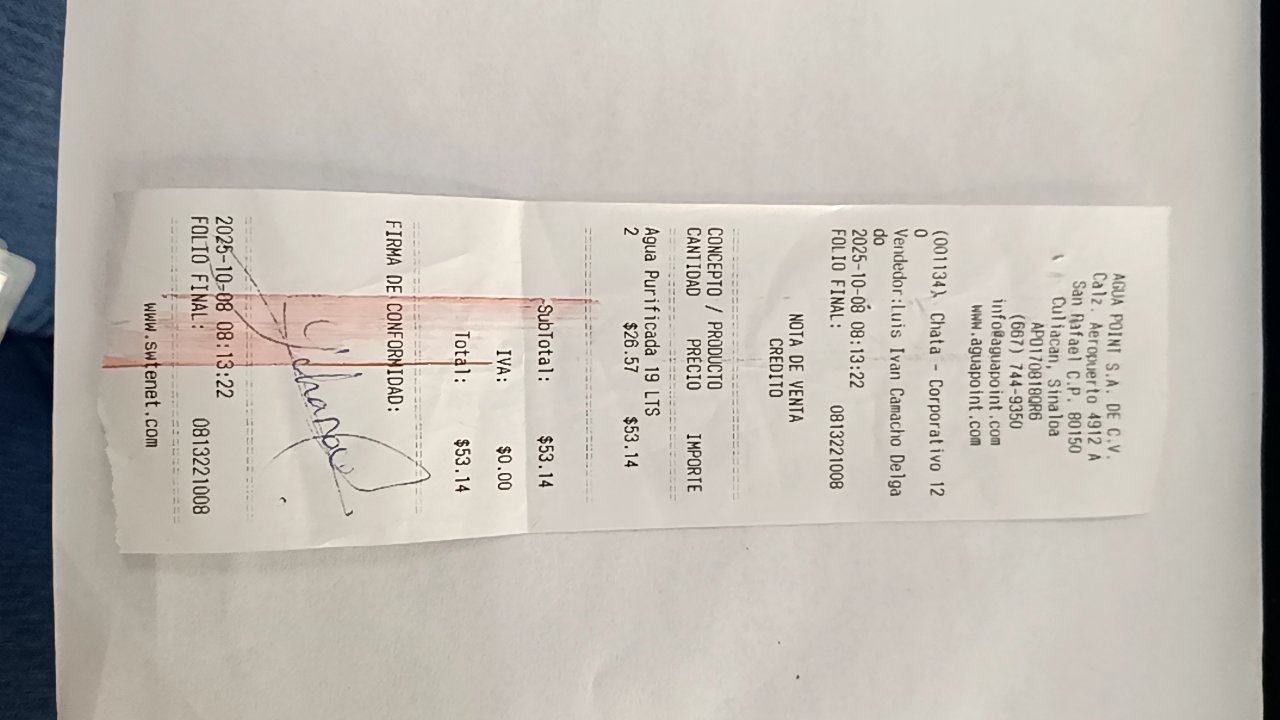 AGUA POINT S.A. DE C.V.
Calz. Aeropuerto 4912 A
San Rafael C.P. 80150
Culiacan, Sinaloa
APO170818QR6
(667) 744-9350
info@aguapoint.com
www.aguapoint.com
(001134). Chata - Corporativo 12
0
Vendedor:Luis Ivan Camacho Delga
do
2025-10-08 08:13:22
FOLIO FINAL: 0813221008
NOTA DE VENTA
CREDITO
CONCEPTO / PRODUCTO
CANTIDAD PRECIO IMPORTE
Agua Purificada 19 LTS
2 $26.57 $53.14
SubTotal: $53.14
IVA: $0.00
Total: $53.14
FIRMA DE CONFORMIDAD:
2025-10-08 08:13:22
FOLIO FINAL: 0813221008
www.swtenet.com